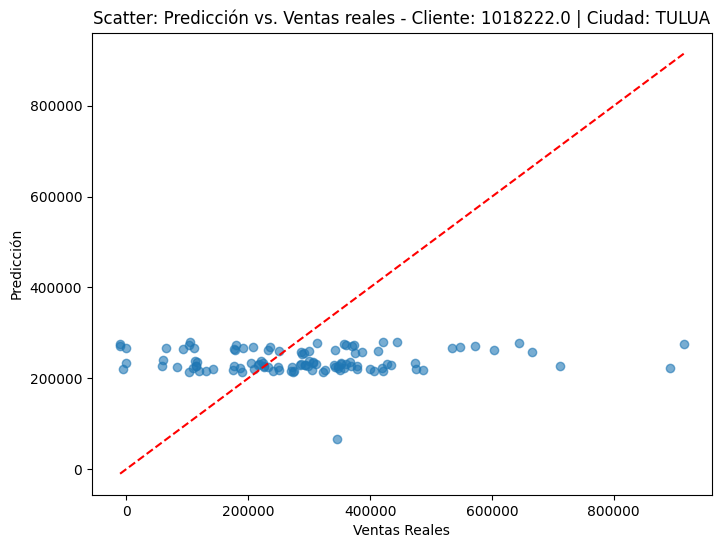 Scatter: Predicción vs. Ventas reales - Cliente: 1018222.0 | Ciudad: TULUA
800000
600000
400000
200000
0
Predicción
0 200000 400000 600000 800000
Ventas Reales